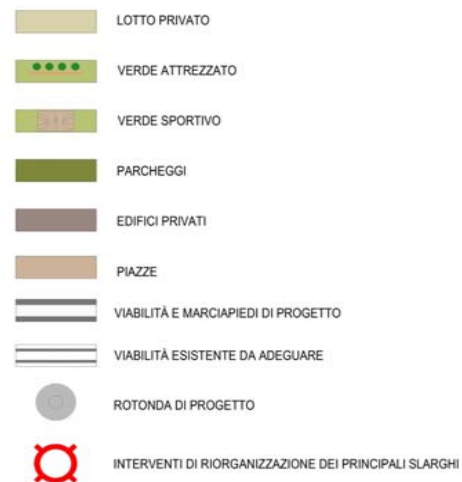 LOTTO PRIVATO
VERDE ATTREZZATO
VERDE SPORTIVO
PARCHEGGI
EDIFICI PRIVATI
PIAZZE
VIABILITÀ E MARCIAPIEDI DI PROGETTO
VIABILITÀ ESISTENTE DA ADEGUARE
ROTONDA DI PROGETTO
INTERVENTI DI RIORGANIZZAZIONE DEI PRINCIPALI SLARGHI